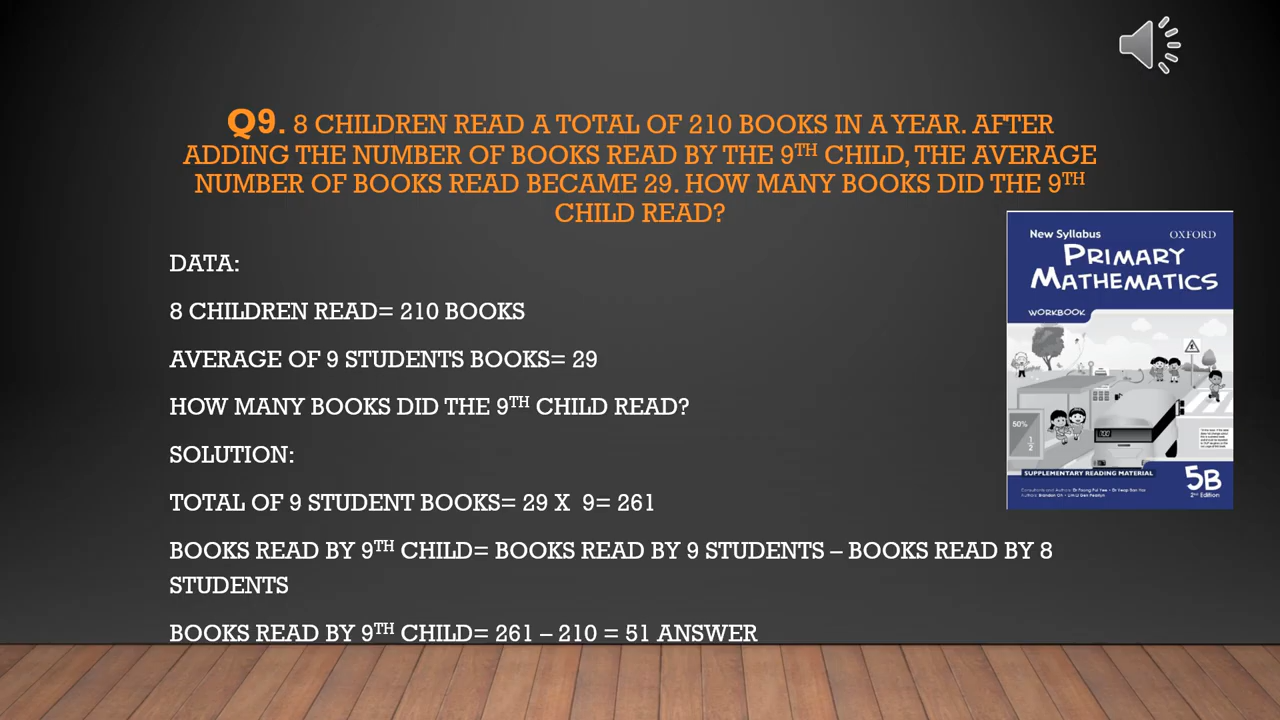 Q9. 8 CHILDREN READ A TOTAL OF 210 BOOKS IN A YEAR. AFTER
ADDING THE NUMBER OF BOOKS READ BY THE 9TH CHILD, THE AVERAGE
NUMBER OF BOOKS READ BECAME 29. HOW MANY BOOKS DID THE 9TH
CHILD READ?
DATA:
8 CHILDREN READ= 210 BOOKS
AVERAGE OF 9 STUDENTS BOOKS= 29
HOW MANY BOOKS DID THE 9TH CHILD READ?
SOLUTION:
TOTAL OF 9 STUDENT BOOKS= 29 X 9= 261
BOOKS READ BY 9TH CHILD= BOOKS READ BY 9 STUDENTS – BOOKS READ BY 8
STUDENTS
BOOKS READ BY 9TH CHILD= 261 – 210 = 51 ANSWER
New Syllabus OXFORD
PRIMARY
MATHEMATICS
WORKBOOK
50%
700
SUPPLEMENTARY READING MATERIAL
5B
2nd Edition